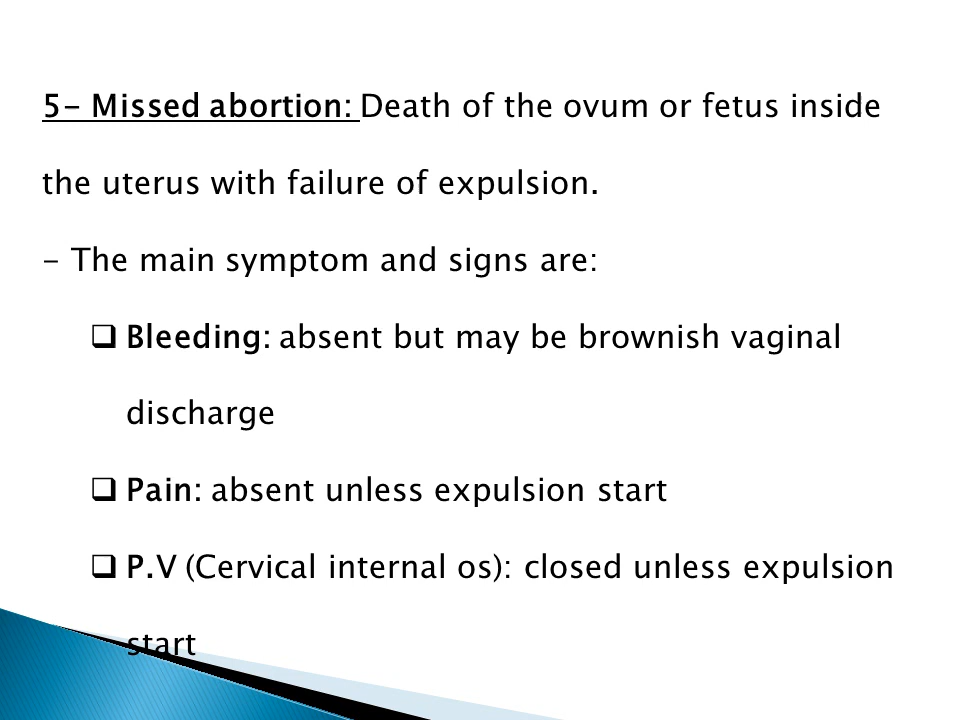 5- Missed abortion: Death of the ovum or fetus inside
the uterus with failure of expulsion.
- The main symptom and signs are:
❑ Bleeding: absent but may be brownish vaginal
discharge
❑ Pain: absent unless expulsion start
❑ P.V (Cervical internal os): closed unless expulsion
start